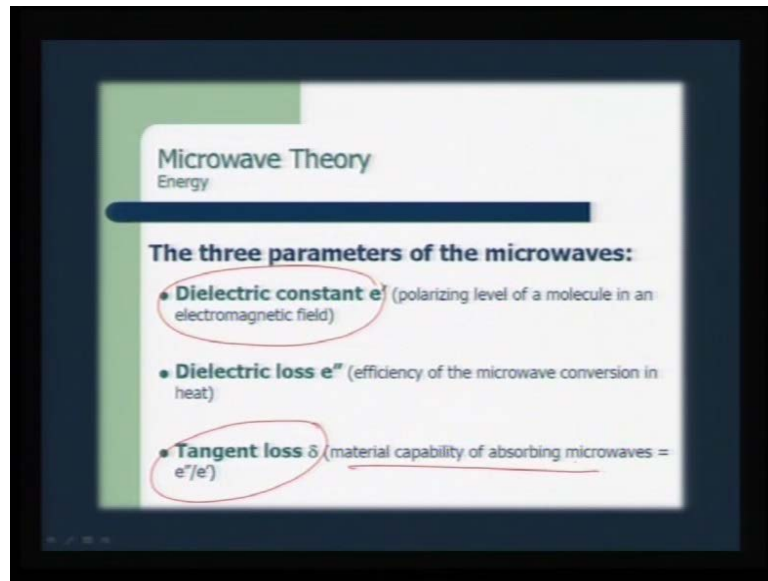 Microwave Theory
Energy
The three parameters of the microwaves:
• Dielectric constant e′ (polarizing level of a molecule in an
electromagnetic field)
• Dielectric loss e″ (efficiency of the microwave conversion in
heat)
• Tangent loss δ (material capability of absorbing microwaves =
e″/e′)